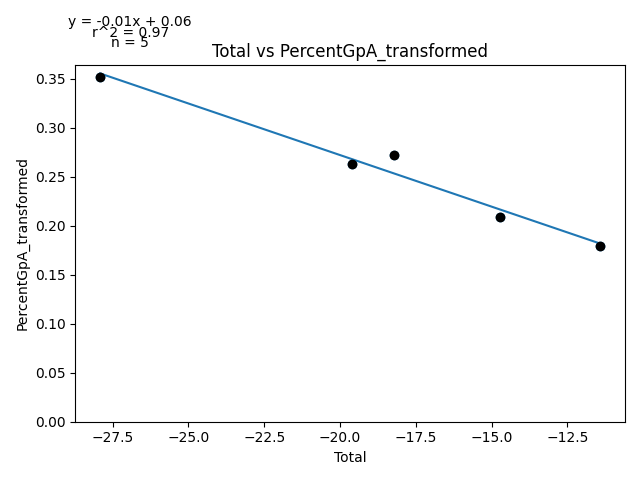 y = -0.01x + 0.06
r^2 = 0.97
n = 5
Total vs PercentGpA_transformed
PercentGpA_transformed
0.35
0.30
0.25
0.20
0.15
0.10
0.05
0.00
−27.5 −25.0 −22.5 −20.0 −17.5 −15.0 −12.5
Total